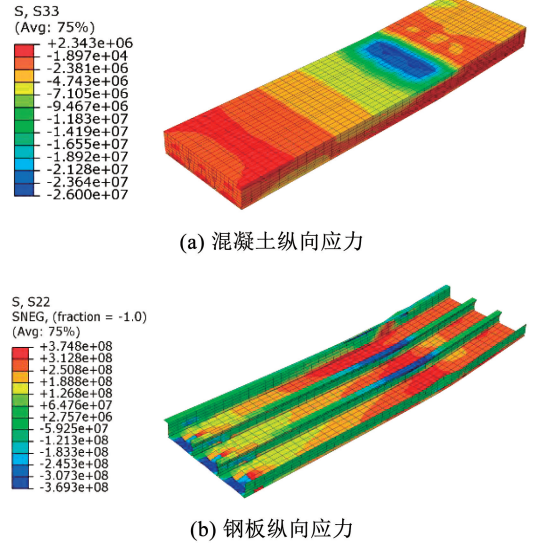 S, S33
(Avg: 75%)
+2.343e+06
-1.897e+04
-2.381e+06
-4.743e+06
-7.105e+06
-9.467e+06
-1.183e+07
-1.419e+07
-1.655e+07
-1.892e+07
-2.128e+07
-2.364e+07
-2.600e+07
(a) 混凝土纵向应力
S, S22
SNEG, (fraction = -1.0)
(Avg: 75%)
+3.748e+08
+3.128e+08
+2.508e+08
+1.888e+08
+1.268e+08
+6.476e+07
+2.757e+06
-5.925e+07
-1.213e+08
-1.833e+08
-2.453e+08
-3.073e+08
-3.693e+08
(b) 钢板纵向应力